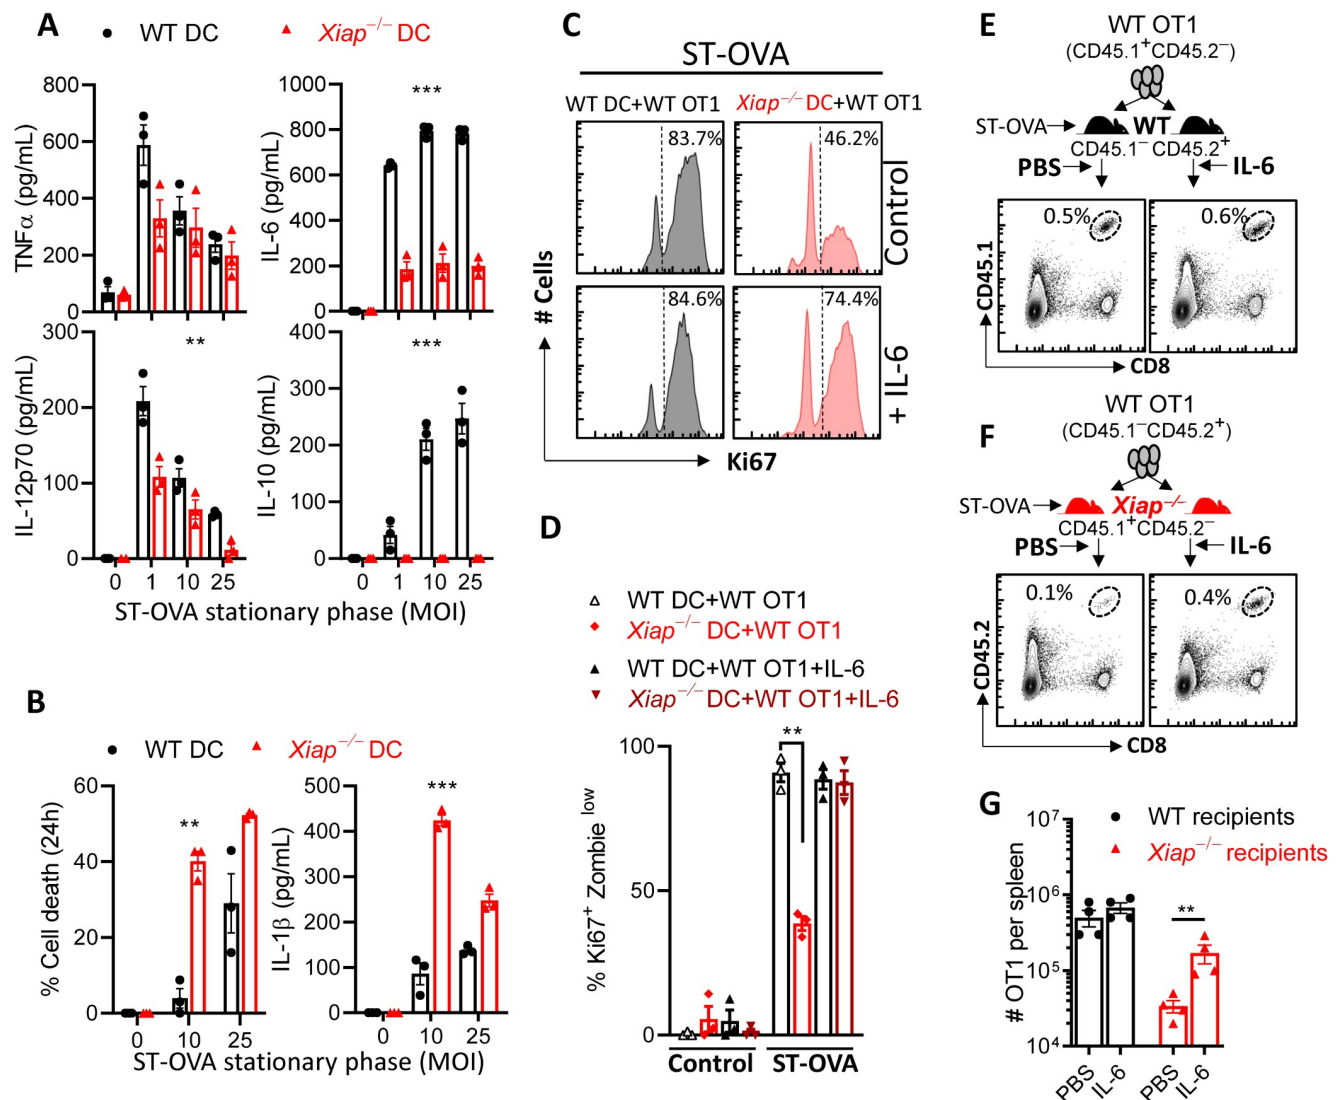 A
WT DC
Xiap−/− DC
TNFα (pg/mL)
800
600
400
200
0
IL-6 (pg/mL)
1000
800
600
400
200
0
***
IL-12p70 (pg/mL)
300
200
100
0
**
0 1 10 25
IL-10 (pg/mL)
400
300
200
100
0
***
0 1 10 25
ST-OVA stationary phase (MOI)
B
WT DC
Xiap−/− DC
% Cell death (24h)
60
40
20
0
**
0 10 25
IL-1β (pg/mL)
500
400
300
200
100
0
***
0 10 25
ST-OVA stationary phase (MOI)
C
ST-OVA
WT DC+WT OT1
Xiap−/− DC+WT OT1
83.7%
46.2%
Control
84.6%
74.4%
+ IL-6
# Cells
Ki67
D
WT DC+WT OT1
Xiap−/− DC+WT OT1
WT DC+WT OT1+IL-6
Xiap−/− DC+WT OT1+IL-6
% Ki67+ Zombie low
100
50
0
**
Control
ST-OVA
E
WT OT1
(CD45.1+CD45.2−)
ST-OVA
WT
CD45.1− CD45.2+
PBS
IL-6
0.5%
0.6%
CD45.1
CD8
F
WT OT1
(CD45.1−CD45.2+)
ST-OVA
Xiap−/−
CD45.1+CD45.2−
PBS
IL-6
0.1%
0.4%
CD45.2
CD8
G
WT recipients
Xiap−/− recipients
# OT1 per spleen
107
106
105
104
**
PBS
IL-6
PBS
IL-6